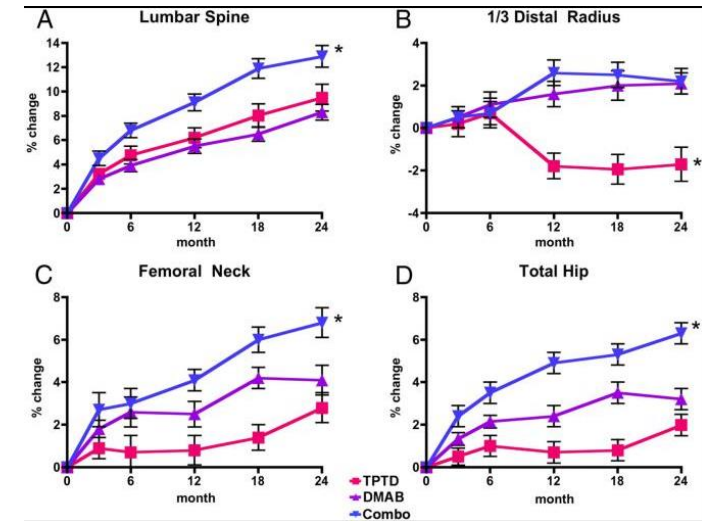 A Lumbar Spine
B 1/3 Distal Radius
% change
14
12
10
8
6
4
2
0
*
0 6 12 18 24
month
% change
4
2
0
-2
-4
*
0 6 12 18 24
month
C Femoral Neck
D Total Hip
% change
8
6
4
2
0
*
0 6 12 18 24
month
% change
8
6
4
2
0
*
0 6 12 18 24
month
TPTD
DMAB
Combo